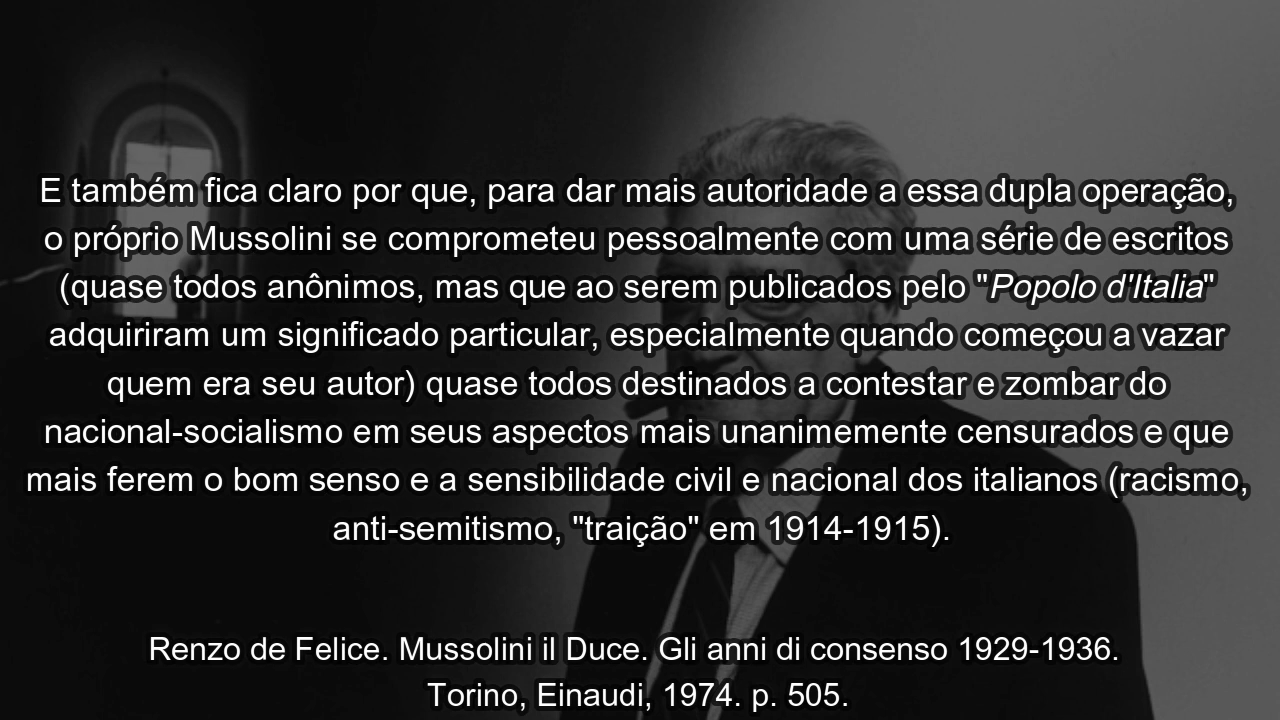 E também fica claro por que, para dar mais autoridade a essa dupla operação,
o próprio Mussolini se comprometeu pessoalmente com uma série de escritos
(quase todos anônimos, mas que ao serem publicados pelo "Popolo d'Italia"
adquiriram um significado particular, especialmente quando começou a vazar
quem era seu autor) quase todos destinados a contestar e zombar do
nacional-socialismo em seus aspectos mais unanimemente censurados e que
mais ferem o bom senso e a sensibilidade civil e nacional dos italianos (racismo,
anti-semitismo, "traição" em 1914-1915).
Renzo de Felice. Mussolini il Duce. Gli anni di consenso 1929-1936.
Torino, Einaudi, 1974. p. 505.